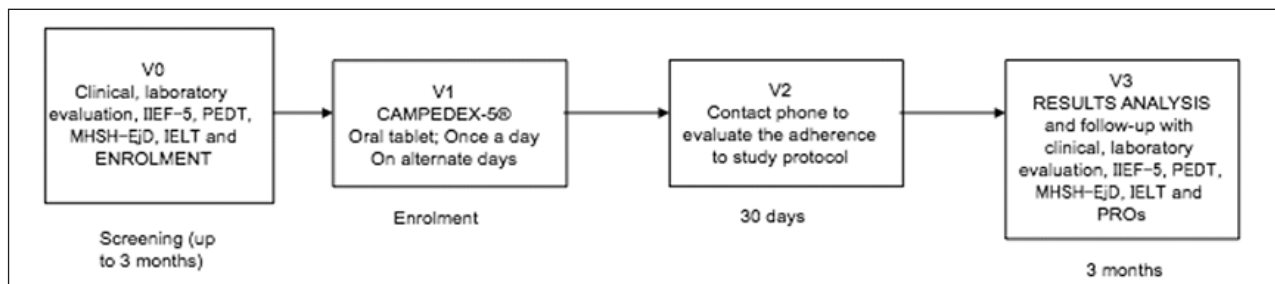 V0
Clinical, laboratory
evaluation, IIEF-5, PEDT,
MHSH-EjD, IELT and
ENROLMENT
Screening (up
to 3 months)
V1
CAMPEDEX-5®
Oral tablet; Once a day
On alternate days
Enrolment
V2
Contact phone to
evaluate the adherence
to study protocol
30 days
V3
RESULTS ANALYSIS
and follow-up with
clinical, laboratory
evaluation, IIEF-5, PEDT,
MHSH-EjD, IELT and
PROs
3 months